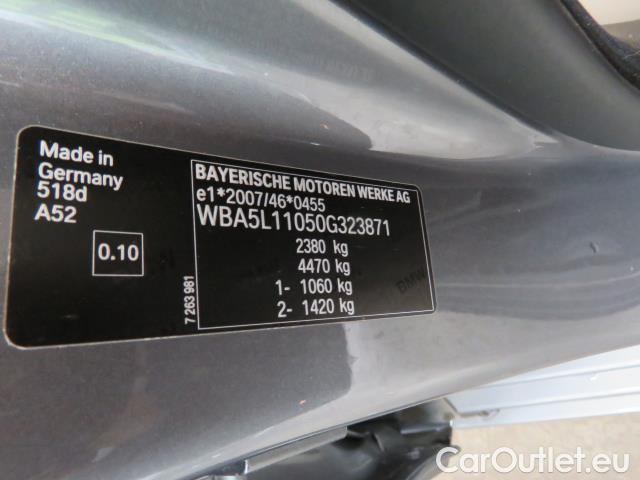 Made in
Germany
518d
A52
0.10
7 263 981
BAYERISCHE MOTOREN WERKE AG
e1*2007/46*0455
WBA5L11050G323871
2380 kg
4470 kg
1- 1060 kg
2- 1420 kg
BMW
CarOutlet.eu